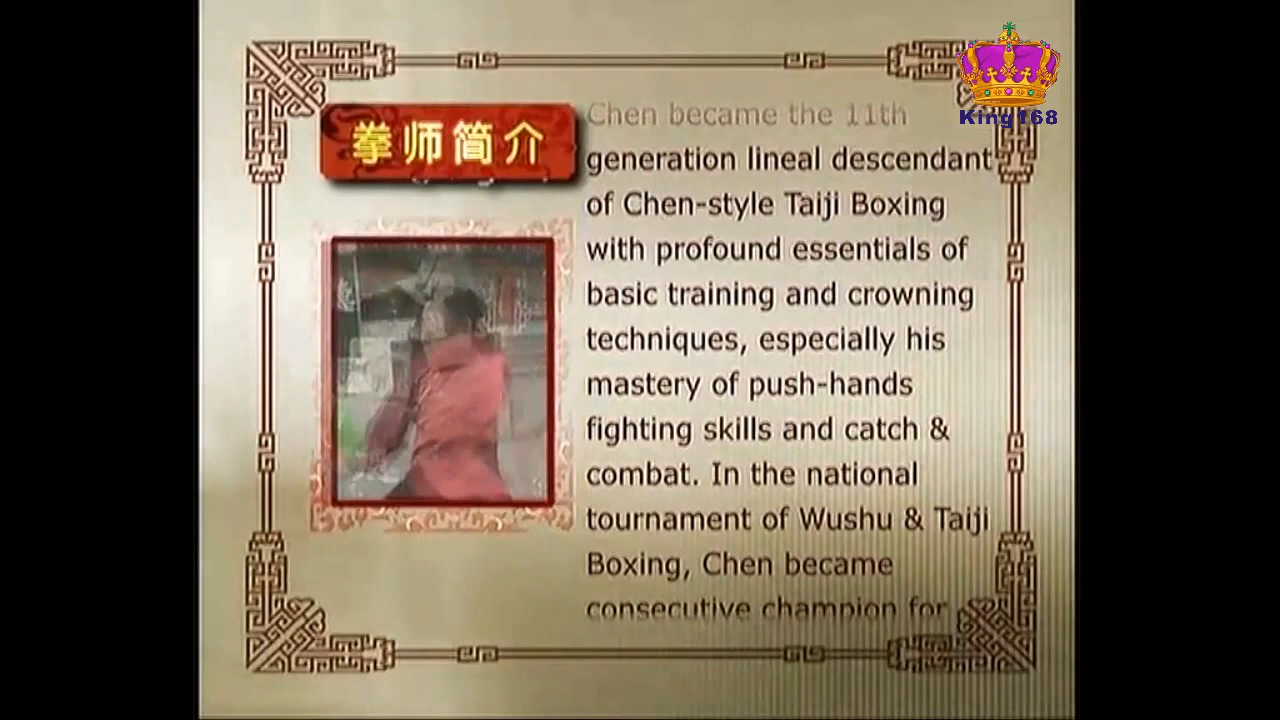 King168
拳师简介
Chen became the 11th
generation lineal descendant
of Chen-style Taiji Boxing
with profound essentials of
basic training and crowning
techniques, especially his
mastery of push-hands
fighting skills and catch &
combat. In the national
tournament of Wushu & Taiji
Boxing, Chen became
consecutive champion for